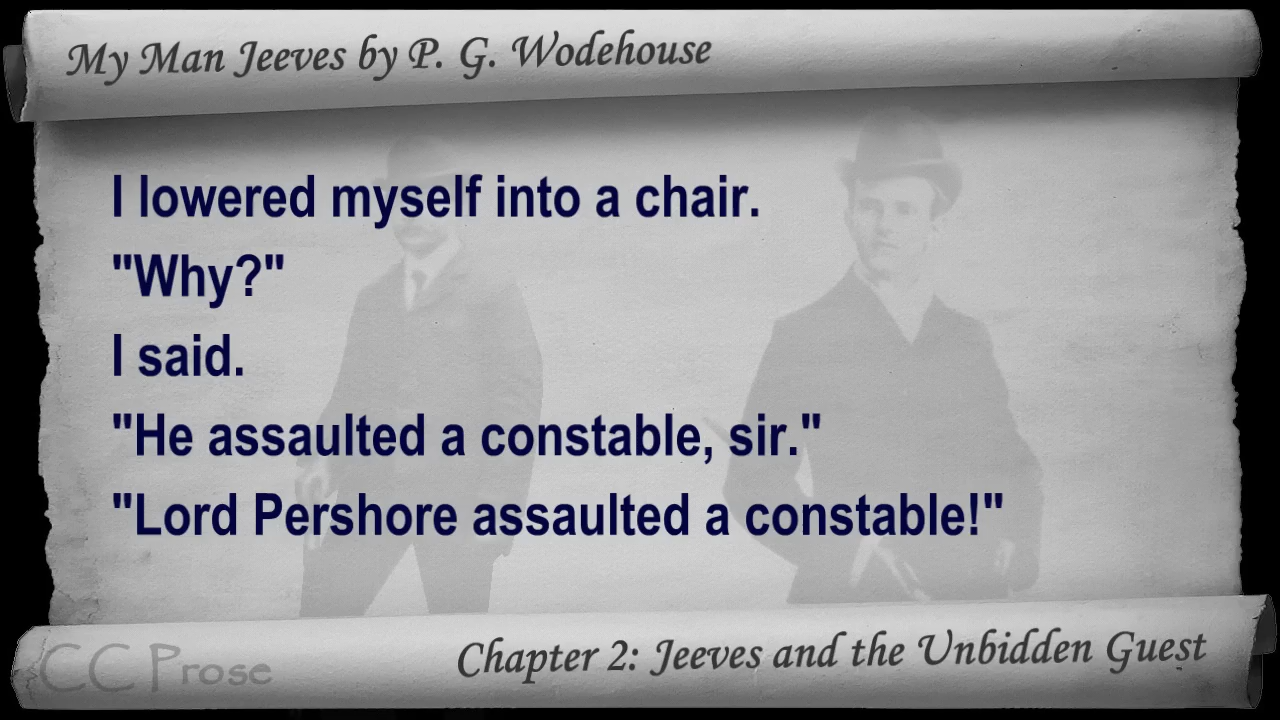 My Man Jeeves by P. G. Wodehouse
I lowered myself into a chair.
"Why?"
I said.
"He assaulted a constable, sir."
"Lord Pershore assaulted a constable!"
CC Prose
Chapter 2: Jeeves and the Unbidden Guest